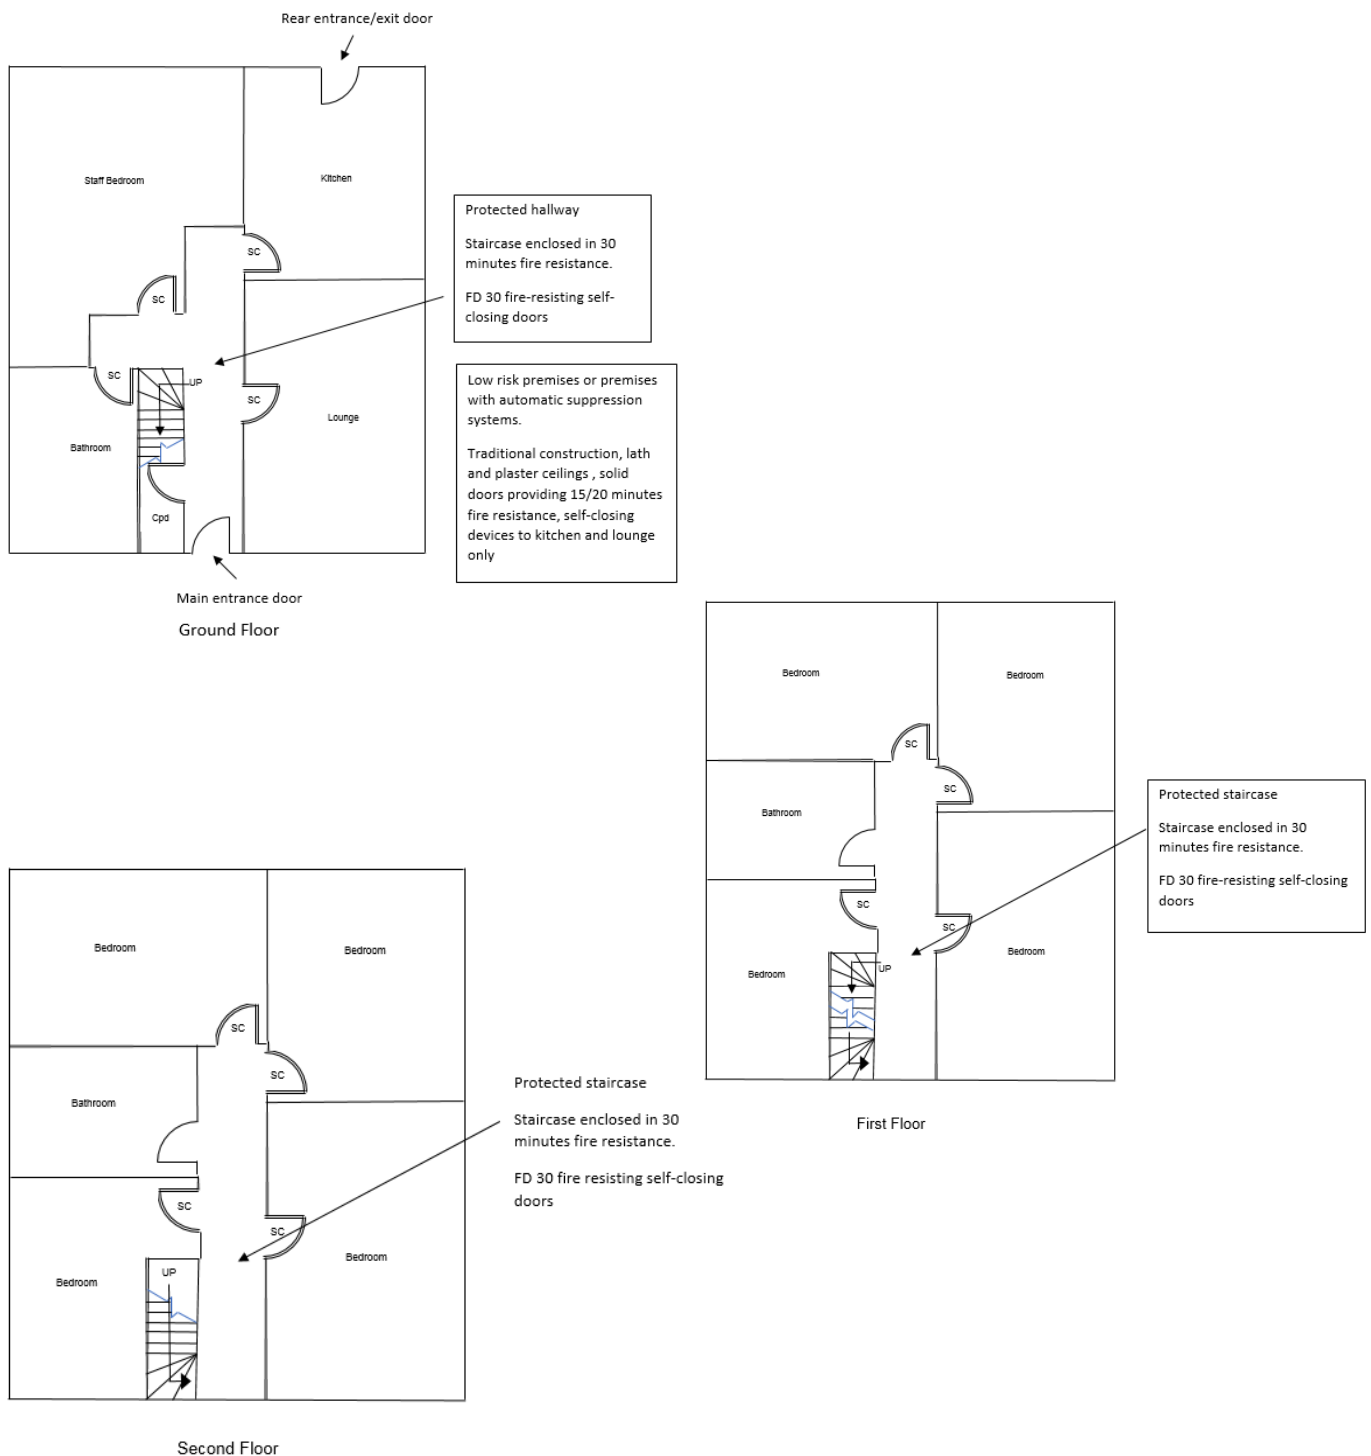 Rear entrance/exit door
Staff Bedroom
Kitchen
SC
SC
SC
UP
SC
Lounge
Bathroom
Cpd
Main entrance door
Ground Floor
Protected hallway
Staircase enclosed in 30
minutes fire resistance.
FD 30 fire-resisting self-
closing doors
Low risk premises or premises
with automatic suppression
systems.
Traditional construction, lath
and plaster ceilings , solid
doors providing 15/20 minutes
fire resistance, self-closing
devices to kitchen and lounge
only
Bedroom
Bedroom
SC
SC
Bathroom
SC
SC
Bedroom
Bedroom
UP
First Floor
Protected staircase
Staircase enclosed in 30
minutes fire resistance.
FD 30 fire-resisting self-closing
doors
Bedroom
Bedroom
SC
SC
Bathroom
SC
SC
Bedroom
Bedroom
UP
Second Floor
Protected staircase
Staircase enclosed in 30
minutes fire resistance.
FD 30 fire resisting self-closing
doors